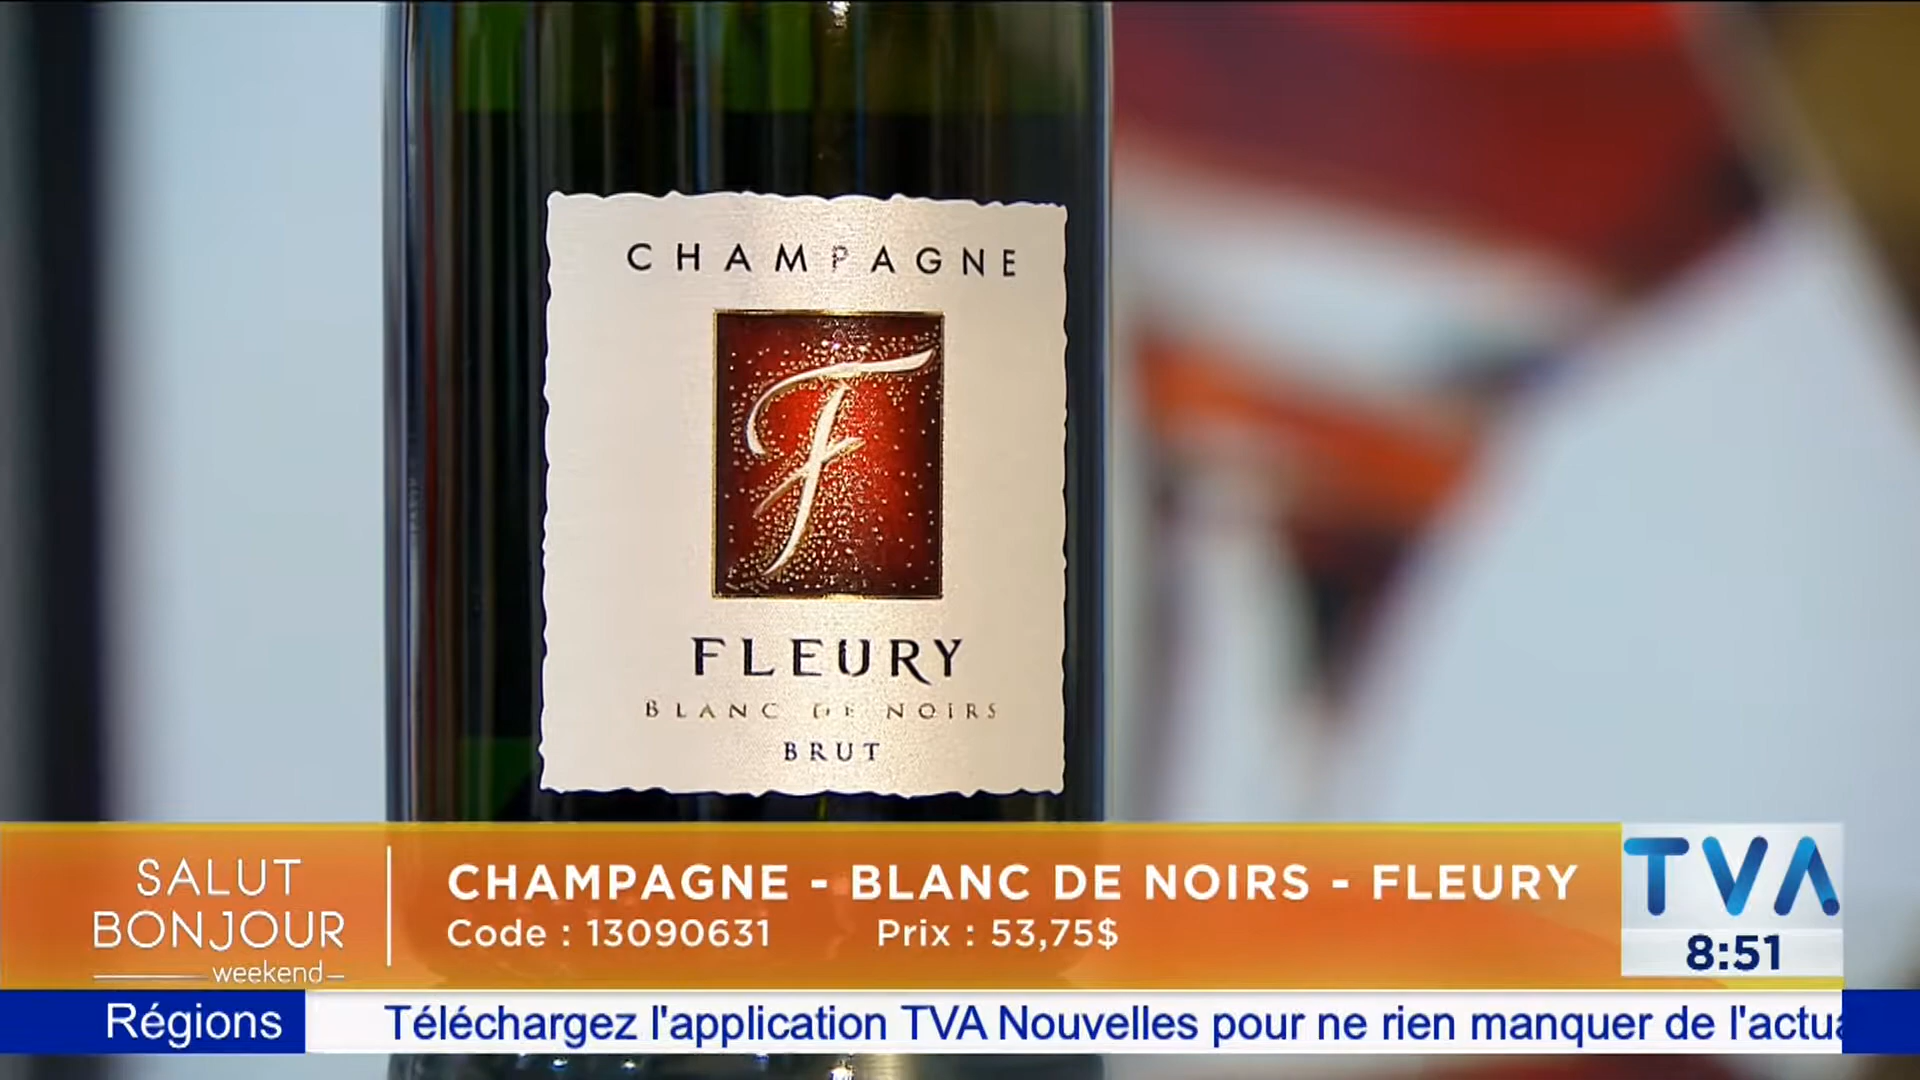 CHAMPAGNE
F
FLEURY
BLANC DE NOIRS
BRUT
SALUT
BONJOUR
weekend
CHAMPAGNE - BLANC DE NOIRS - FLEURY
Code : 13090631 Prix : 53,75$
TVA
8:51
Régions Téléchargez l'application TVA Nouvelles pour ne rien manquer de l'actua